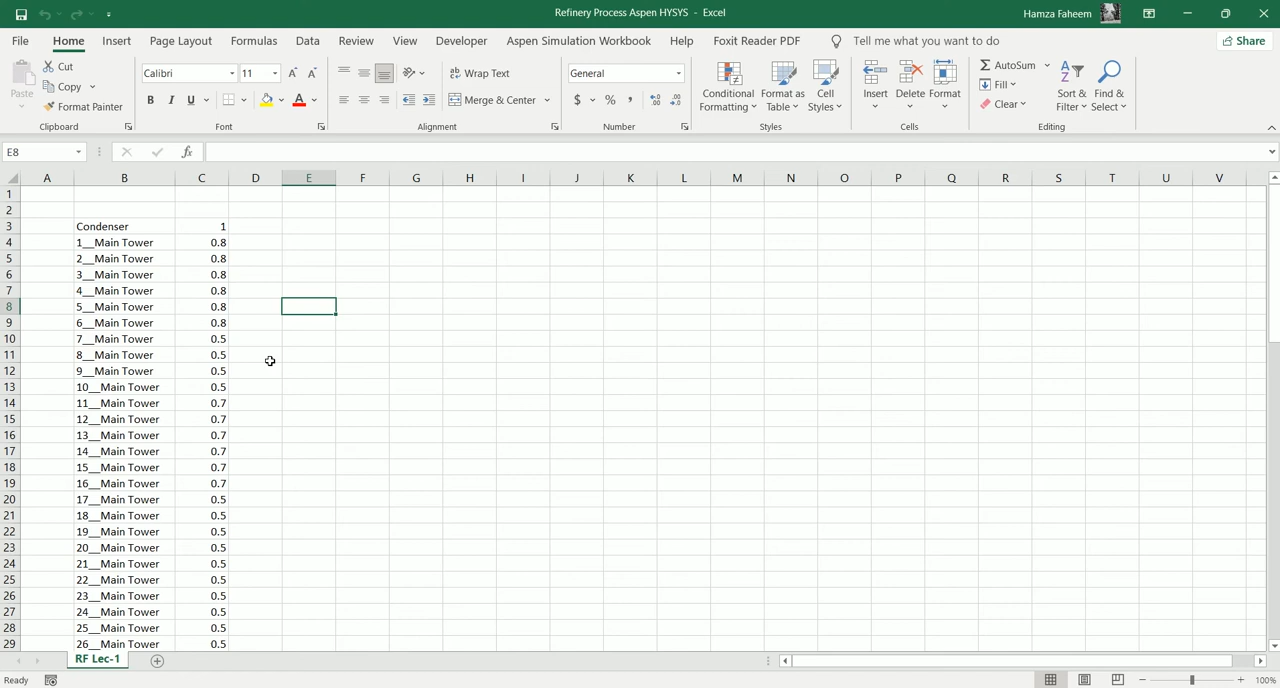 Refinery Process Aspen HYSYS - Excel
Hamza Faheem
File Home Insert Page Layout Formulas Data Review View Developer Aspen Simulation Workbook Help Foxit Reader PDF Tell me what you want to do Share
Paste Cut Copy Format Painter
Clipboard
Calibri 11
B I U A
Font
Wrap Text
Merge & Center
Alignment
General
$ % ,
Number
Conditional Formatting
Format as Table
Cell Styles
Styles
Insert Delete Format
Cells
AutoSum
Fill
Clear
Sort & Filter
Find & Select
Editing
E8 fx
A B C D E F G H I J K L M N O P Q R S T U V
1
2
3 Condenser 1
4 1__Main Tower 0.8
5 2__Main Tower 0.8
6 3__Main Tower 0.8
7 4__Main Tower 0.8
8 5__Main Tower 0.8
9 6__Main Tower 0.8
10 7__Main Tower 0.5
11 8__Main Tower 0.5
12 9__Main Tower 0.5
13 10__Main Tower 0.5
14 11__Main Tower 0.7
15 12__Main Tower 0.7
16 13__Main Tower 0.7
17 14__Main Tower 0.7
18 15__Main Tower 0.7
19 16__Main Tower 0.7
20 17__Main Tower 0.5
21 18__Main Tower 0.5
22 19__Main Tower 0.5
23 20__Main Tower 0.5
24 21__Main Tower 0.5
25 22__Main Tower 0.5
26 23__Main Tower 0.5
27 24__Main Tower 0.5
28 25__Main Tower 0.5
29 26__Main Tower 0.5
RF Lec-1
Ready
100%